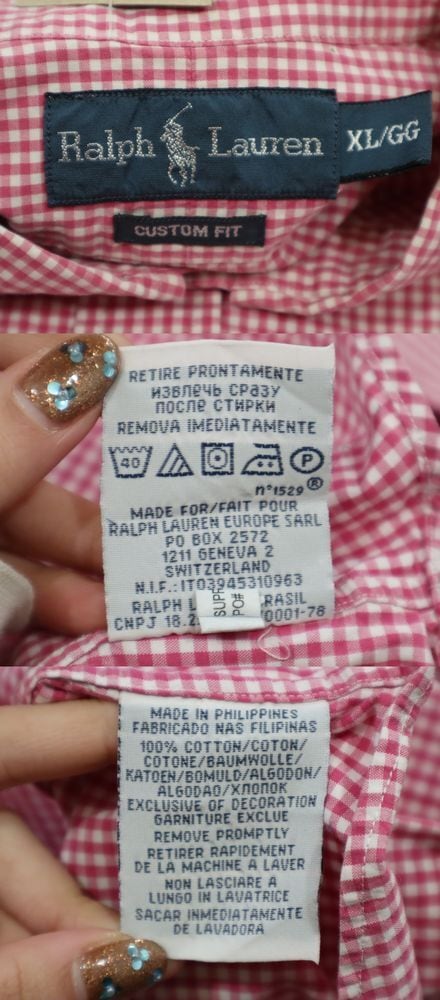 Ralph Lauren
XL/GG
CUSTOM FIT
RETIRE PRONTAMENTE
ИЗВЛЕЧЬ СРАЗУ
ПОСЛЕ СТИРКИ
REMOVA IMEDIATAMENTE
40 P
n°1529 ®
MADE FOR/FAIT POUR
RALPH LAUREN EUROPE SARL
PO BOX 2572
1211 GENEVA 2
SWITZERLAND
N.I.F.:IT03945310963
RALPH
CNPJ 18.2 0001-78
PO#
MADE IN PHILIPPINES
FABRICADO NAS FILIPINAS
100% COTTON/COTON/
COTONE/BAUMWOLLE/
KATOEN/BOMULD/ALGODON/
ALGODAO/ХЛОПОК
EXCLUSIVE OF DECORATION
GARNITURE EXCLUE
REMOVE PROMPTLY
RETIRER RAPIDEMENT
DE LA MACHINE A LAVER
NON LASCIARE A
LUNGO IN LAVATRICE
SACAR INMEDIATAMENTE
DE LAVADORA